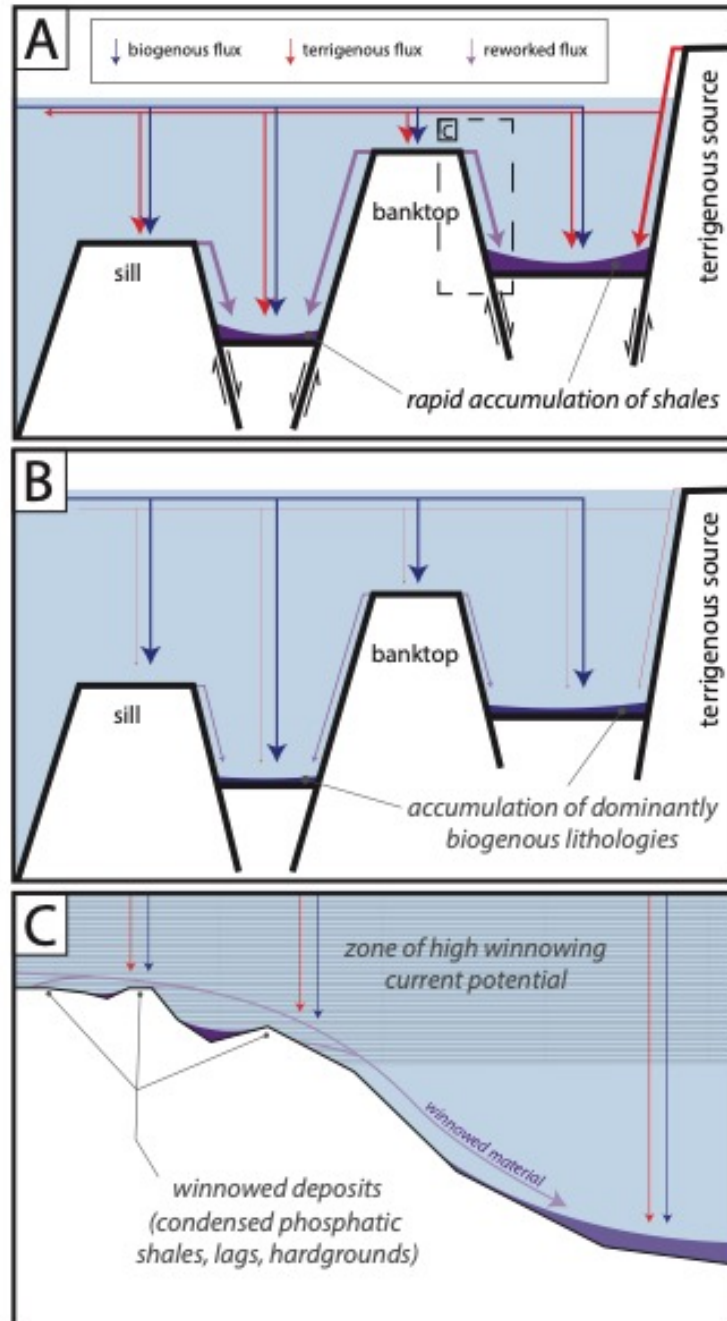 A
biogenous flux
terrigenous flux
reworked flux
C
banktop
sill
terrigenous source
rapid accumulation of shales
B
banktop
sill
terrigenous source
accumulation of dominantly
biogenous lithologies
C
zone of high winnowing
current potential
winnowed material
winnowed deposits
(condensed phosphatic
shales, lags, hardgrounds)